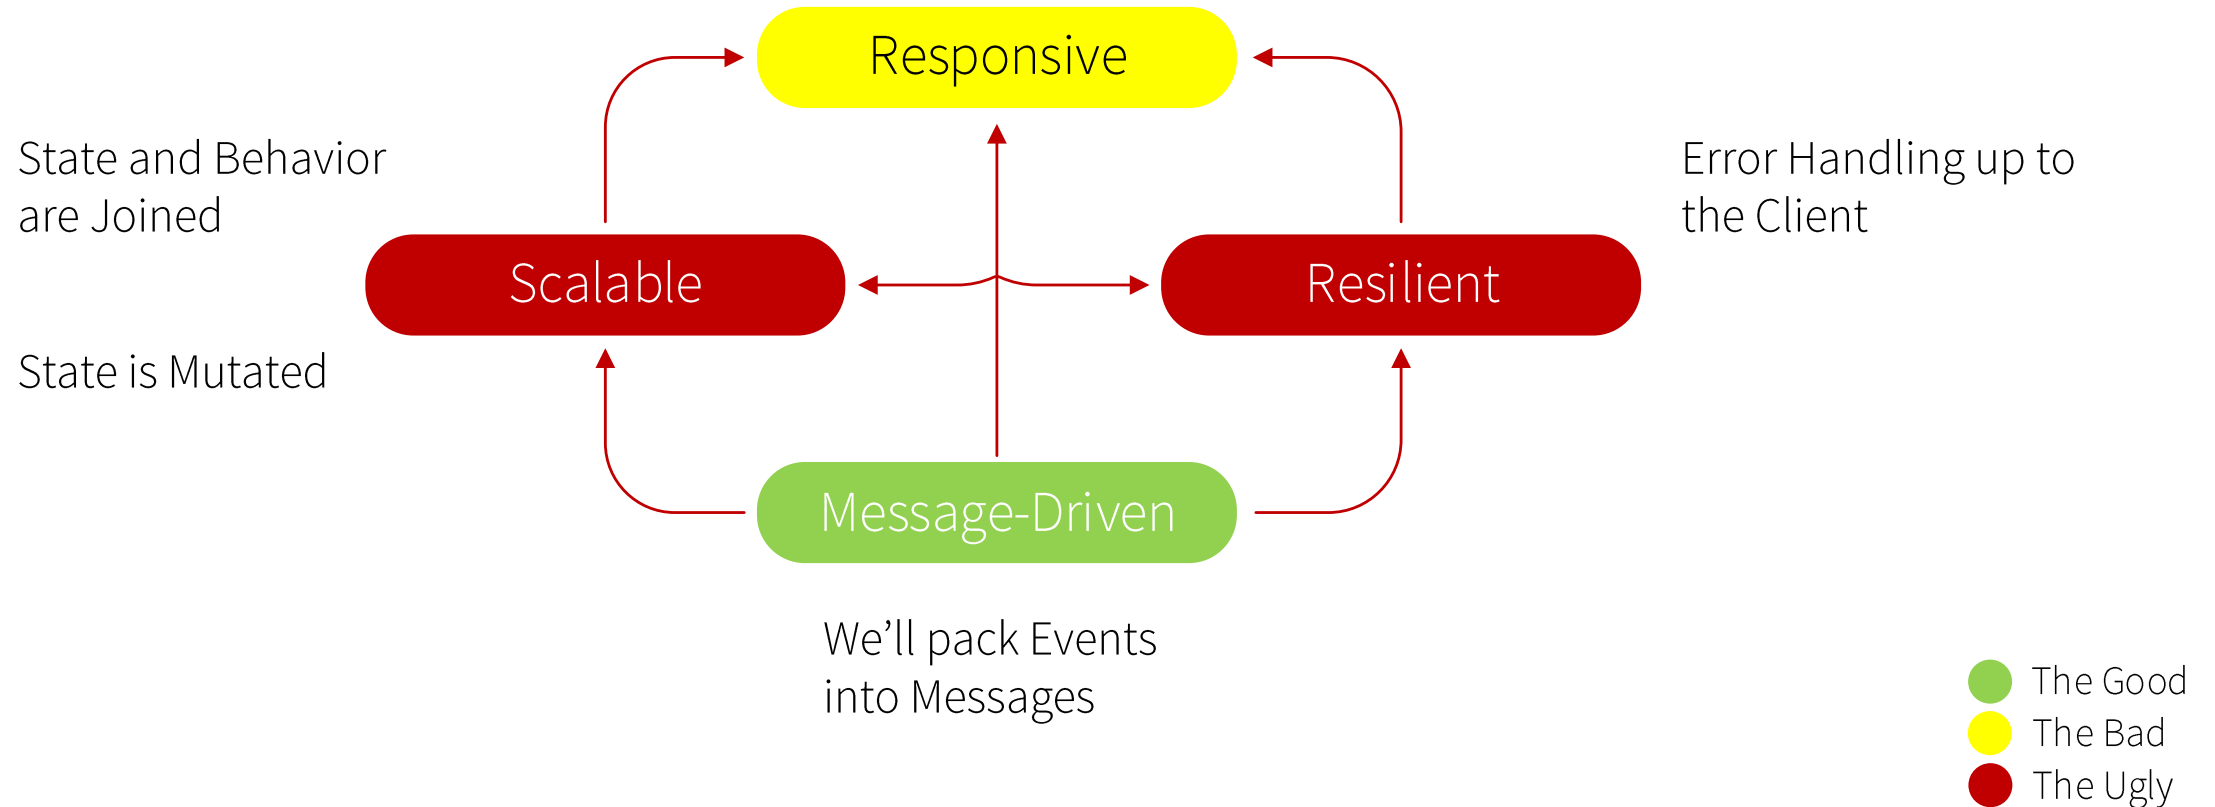 Responsive
State and Behavior
are Joined
Error Handling up to
the Client
Scalable
Resilient
State is Mutated
Message-Driven
We’ll pack Events
into Messages
The Good
The Bad
The Ugly